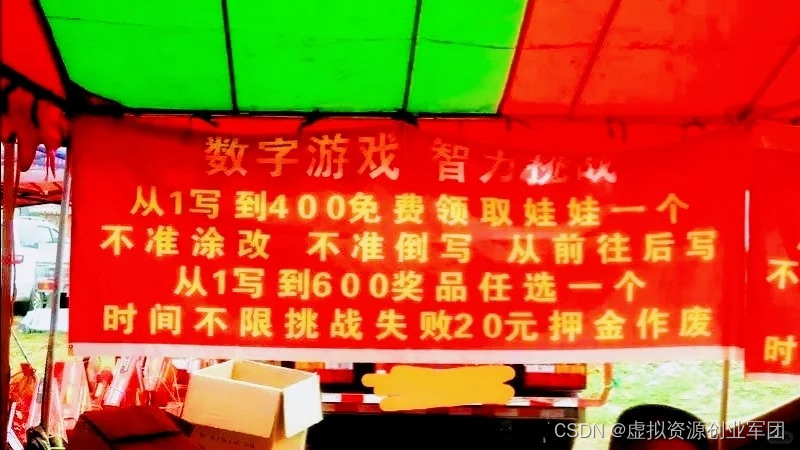 数字游戏 智力挑战
从1写到400免费领取娃娃一个
不准涂改 不准倒写 从前往后写
从1写到600奖品任选一个
时间不限挑战失败20元押金作废
不
时
CSDN @虚拟资源创业军团